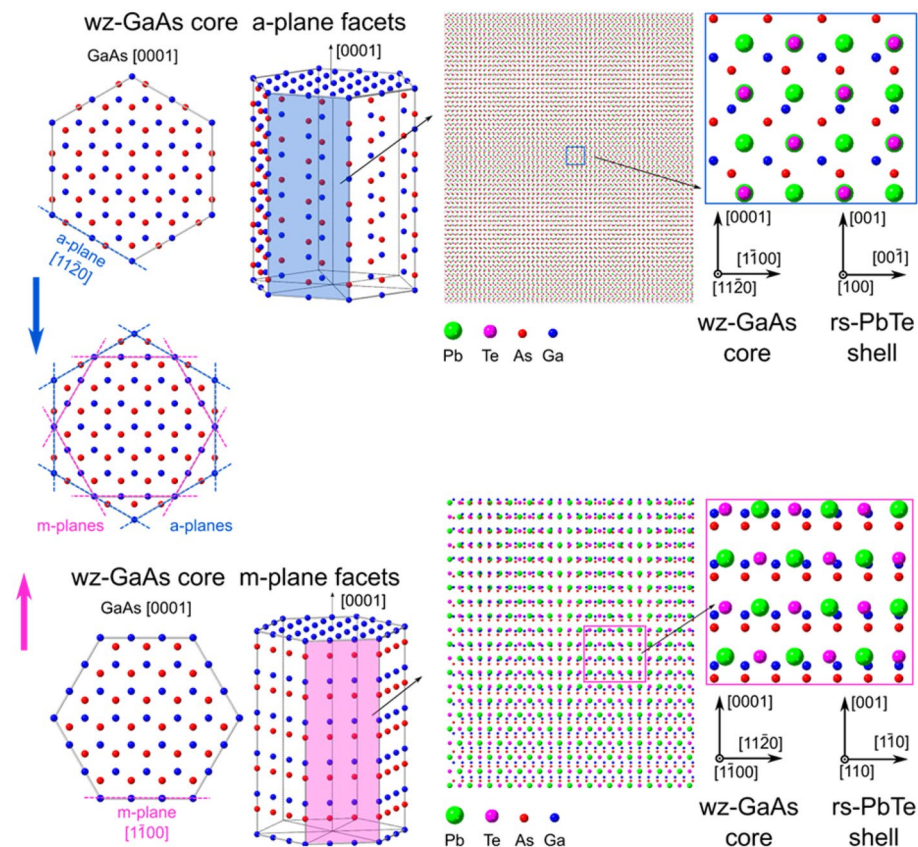 wz-GaAs core a-plane facets
GaAs [0001]
[0001]
a-plane
[112̄0]
[0001]
[11̄00]
[112̄0]
[001]
[001̄]
[100]
wz-GaAs
core
rs-PbTe
shell
Pb Te As Ga
m-planes
a-planes
wz-GaAs core m-plane facets
GaAs [0001]
[0001]
m-plane
[11̄00]
[0001]
[112̄0]
[11̄00]
[001]
[11̄0]
[110]
wz-GaAs
core
rs-PbTe
shell
Pb Te As Ga